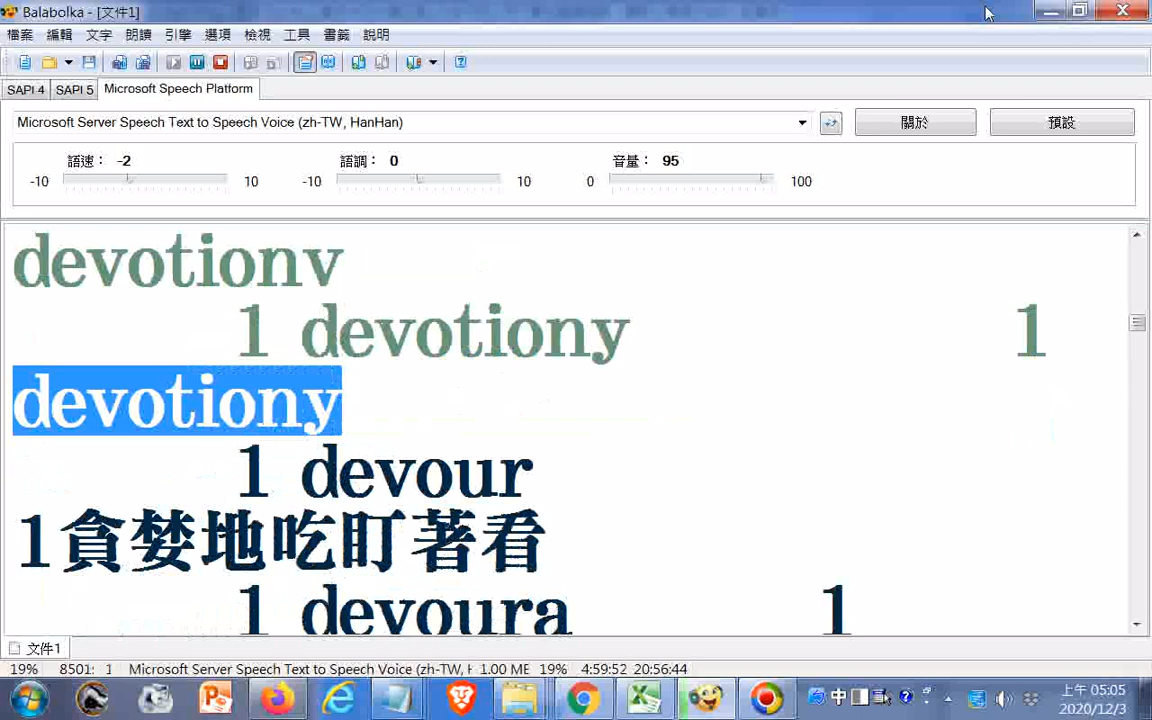 Balabolka - [文件1]
檔案 編輯 文字 朗讀 引擎 選項 檢視 工具 書籤 說明
SAPI 4 SAPI 5 Microsoft Speech Platform
Microsoft Server Speech Text to Speech Voice (zh-TW, HanHan) 關於 預設
語速： -2 語調： 0 音量： 95
-10 10 -10 10 0 100
devotionv
1 devotiony 1
devotiony
1 devour
1貪婪地吃盯著看
1 devoura 1
文件1
19% 8501: 1 Microsoft Server Speech Text to Speech Voice (zh-TW, H 1.00 ME 19% 4:59:52 20:56:44
中 上午 05:05
2020/12/3